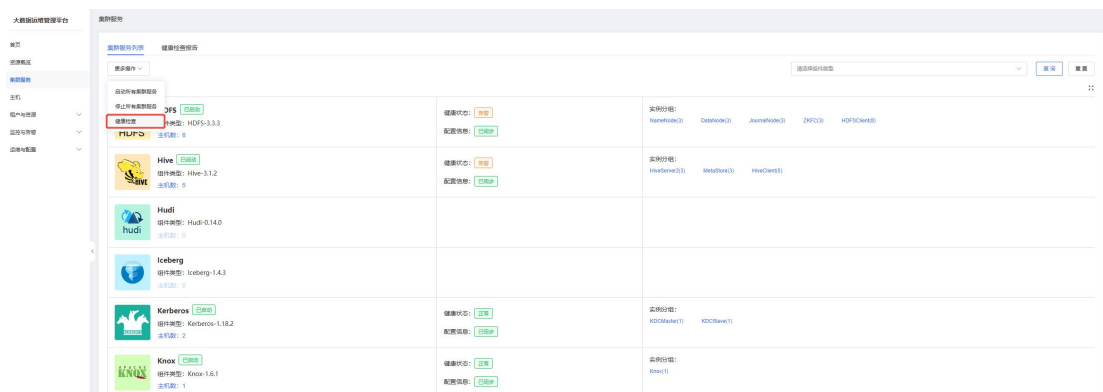 大数据运维管理平台
集群服务
首页
资源概览
集群服务
主机
租户与资源
监控与告警
运维与配置
集群服务列表 健康检查报告
更多操作
请选择组件类型
查询 重置
启动所有集群服务
停止所有集群服务
健康检查
DFS 已启动
件类型：HDFS-3.3.3
HDFS 主机数：8
健康状态：告警
配置信息：已同步
实例分组：
NameNode(3) DataNode(3) JournalNode(3) ZKFC(3) HDFSClient(8)
Hive 已启动
组件类型：Hive-3.1.2
HIVE 主机数：5
健康状态：告警
配置信息：已同步
实例分组：
HiveServer2(3) MetaStore(3) HiveClient(5)
Hudi
组件类型：Hudi-0.14.0
hudi 主机数：0
Iceberg
组件类型：Iceberg-1.4.3
主机数：0
Kerberos 已启动
组件类型：Kerberos-1.18.2
KERBEROS 主机数：2
健康状态：正常
配置信息：已同步
实例分组：
KDCMaster(1) KDCSlave(1)
Knox 已启动
KNOX 组件类型：Knox-1.6.1
主机数：1
健康状态：正常
配置信息：已同步
实例分组：
Knox(1)